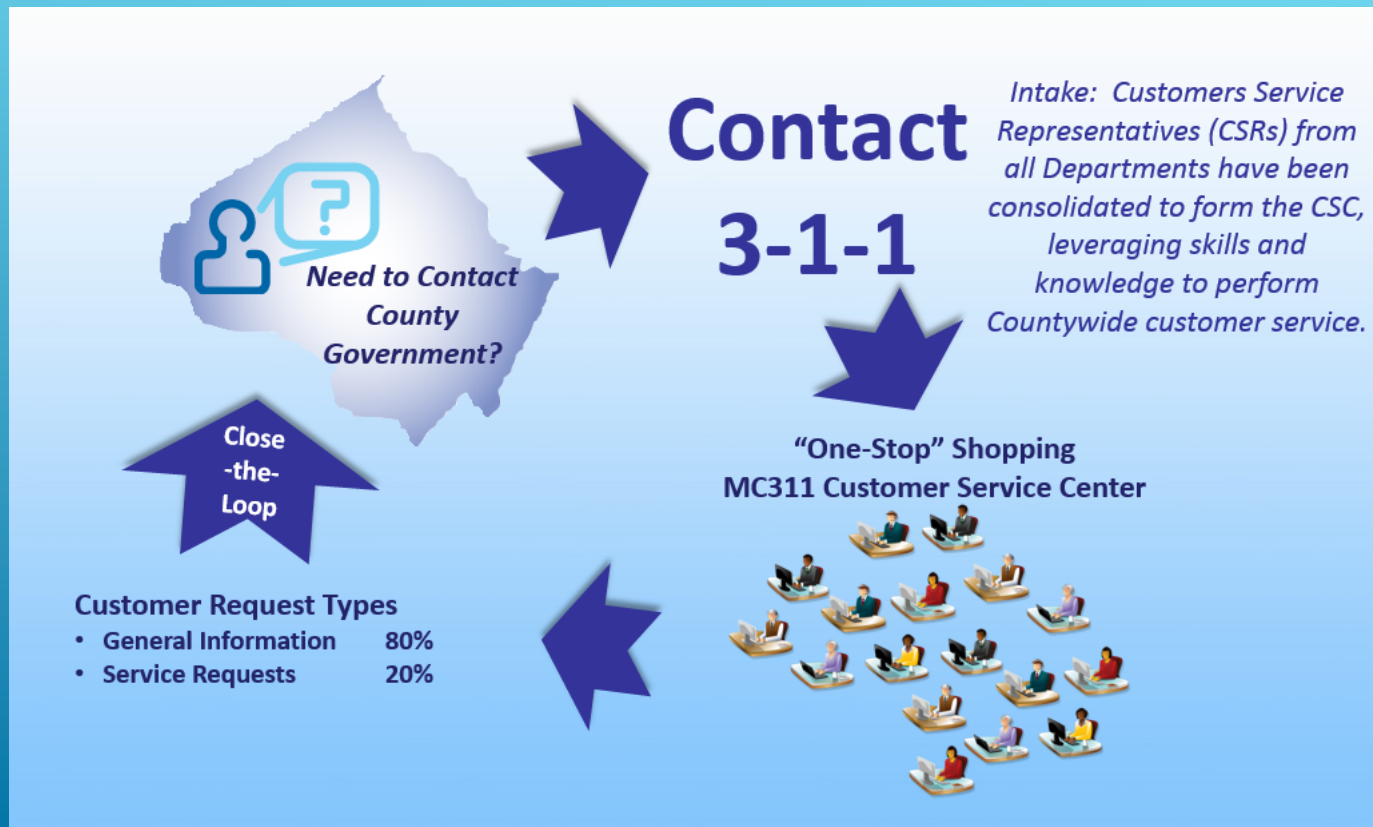 ?
Need to Contact
County
Government?
Contact
3-1-1
Intake:  Customers Service
Representatives (CSRs) from
all Departments have been
consolidated to form the CSC,
leveraging skills and
knowledge to perform
Countywide customer service.
“One-Stop” Shopping
MC311 Customer Service Center
Customer Request Types
• General Information 80%
• Service Requests 20%
Close
-the-
Loop